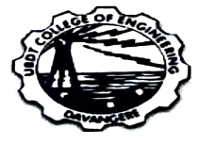 UBDT COLLEGE OF ENGINEERING
DAVANGERE